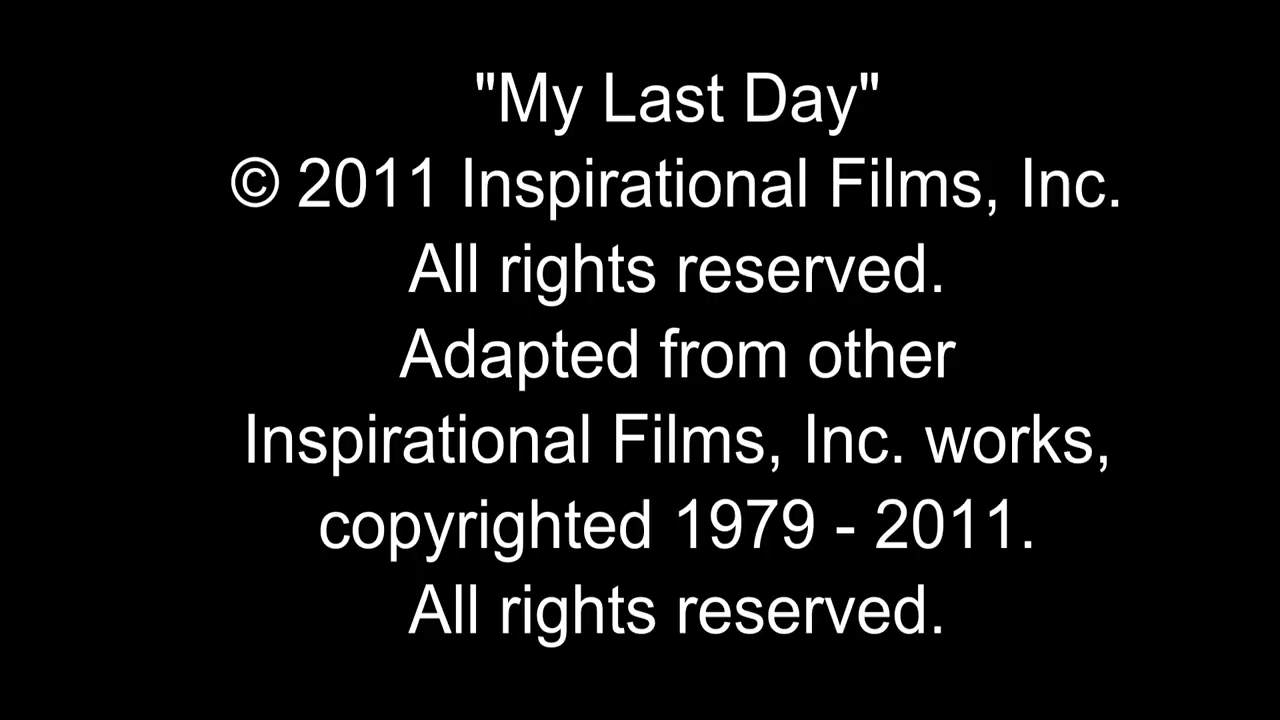 "My Last Day"
© 2011 Inspirational Films, Inc.
All rights reserved.
Adapted from other
Inspirational Films, Inc. works,
copyrighted 1979 - 2011.
All rights reserved.